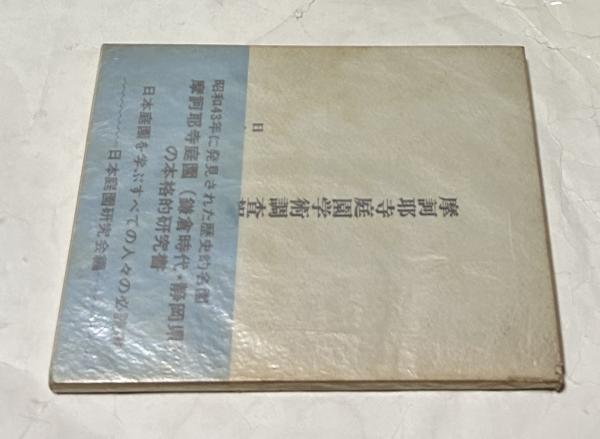 摩訶耶寺庭園学術調査
日
昭和43年に発見された歴史的名園
摩訶耶寺庭園(鎌倉時代・静岡県
の本格的研究書
日本庭園を学ぶすべての人々の必
日本庭園研究会編